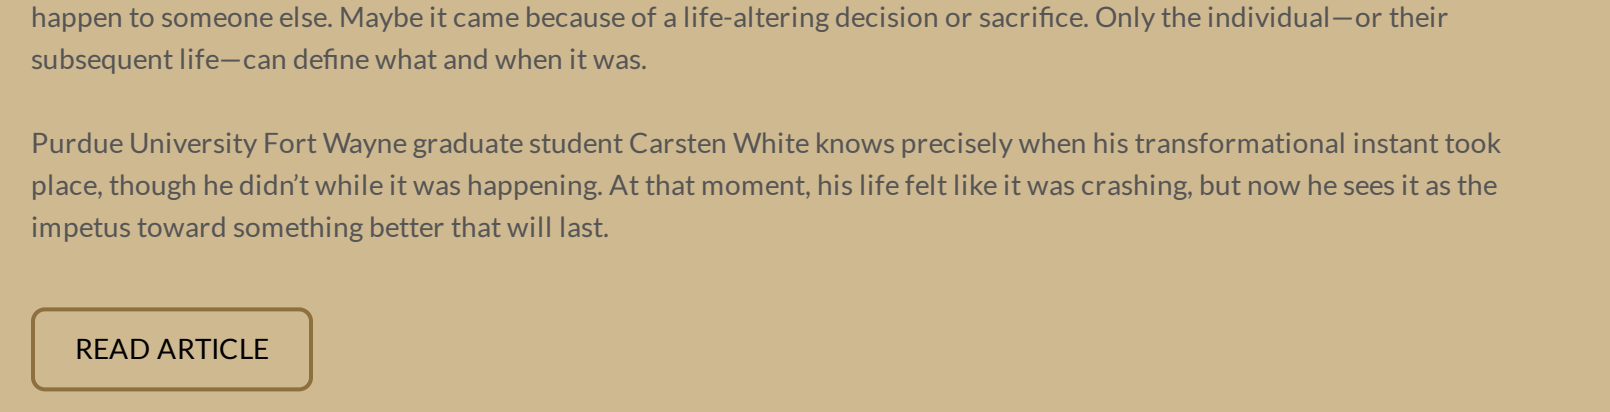 happen to someone else. Maybe it came because of a life-altering decision or sacrifice. Only the individual—or their
subsequent life—can define what and when it was.
Purdue University Fort Wayne graduate student Carsten White knows precisely when his transformational instant took
place, though he didn’t while it was happening. At that moment, his life felt like it was crashing, but now he sees it as the
impetus toward something better that will last.
READ ARTICLE